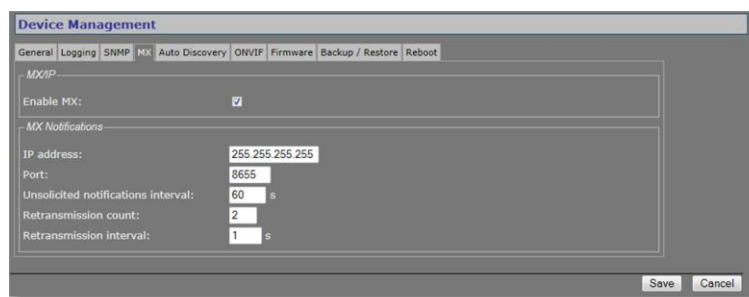 Device Management
General Logging SNMP MX Auto Discovery ONVIF Firmware Backup / Restore Reboot
MX/IP
Enable MX:
MX Notifications
IP address: 255.255.255.255
Port: 8655
Unsolicited notifications interval: 60 s
Retransmission count: 2
Retransmission interval: 1 s
Save Cancel